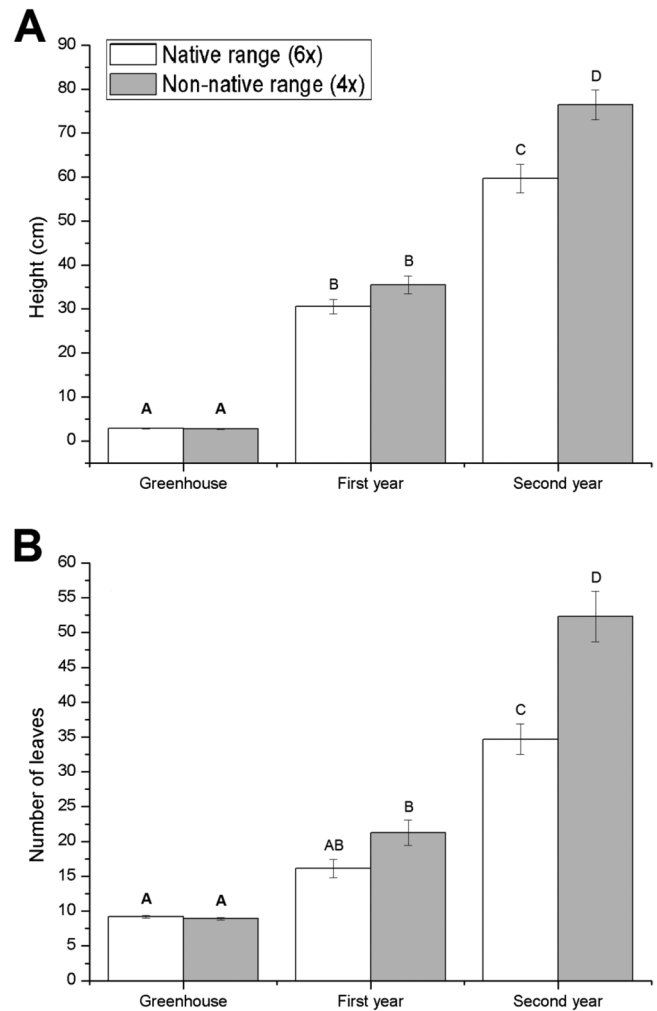 A
90
80
70
60
50
40
30
20
10
0
Height (cm)
Native range (6x)
Non-native range (4x)
A
A
B
B
C
D
Greenhouse
First year
Second year
B
60
55
50
45
40
35
30
25
20
15
10
5
0
Number of leaves
A
A
AB
B
C
D
Greenhouse
First year
Second year